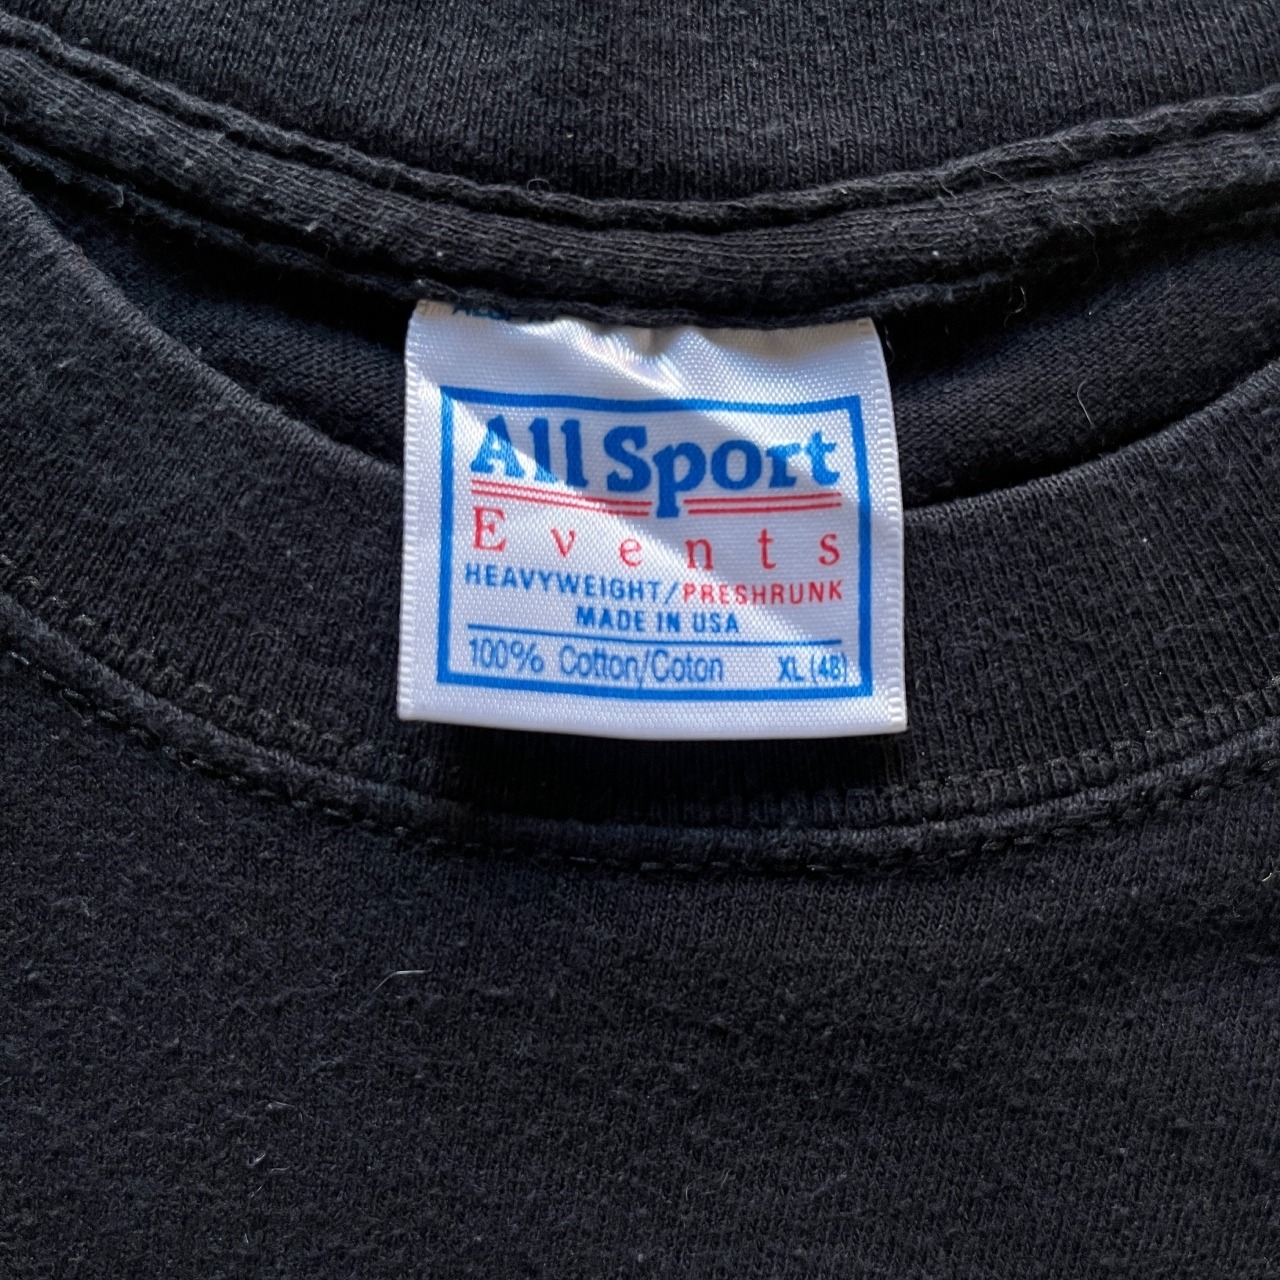 All Sport
Events
HEAVYWEIGHT/PRESHRUNK
MADE IN USA
100% Cotton/Coton XL (48)